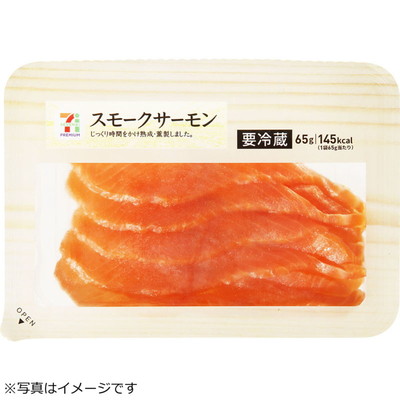 7
PREMIUM
スモークサーモン
じっくり時間をかけ熟成・燻製しました。
要冷蔵
65g 145kcal
(1袋65g当たり)
OPEN
※写真はイメージです